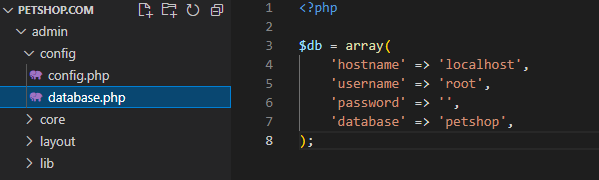 PETSHOP.COM
admin
config
config.php
database.php
core
layout
lib
1 <?php
2
3 $db = array(
4     'hostname' => 'localhost',
5     'username' => 'root',
6     'password' => '',
7     'database' => 'petshop',
8 );